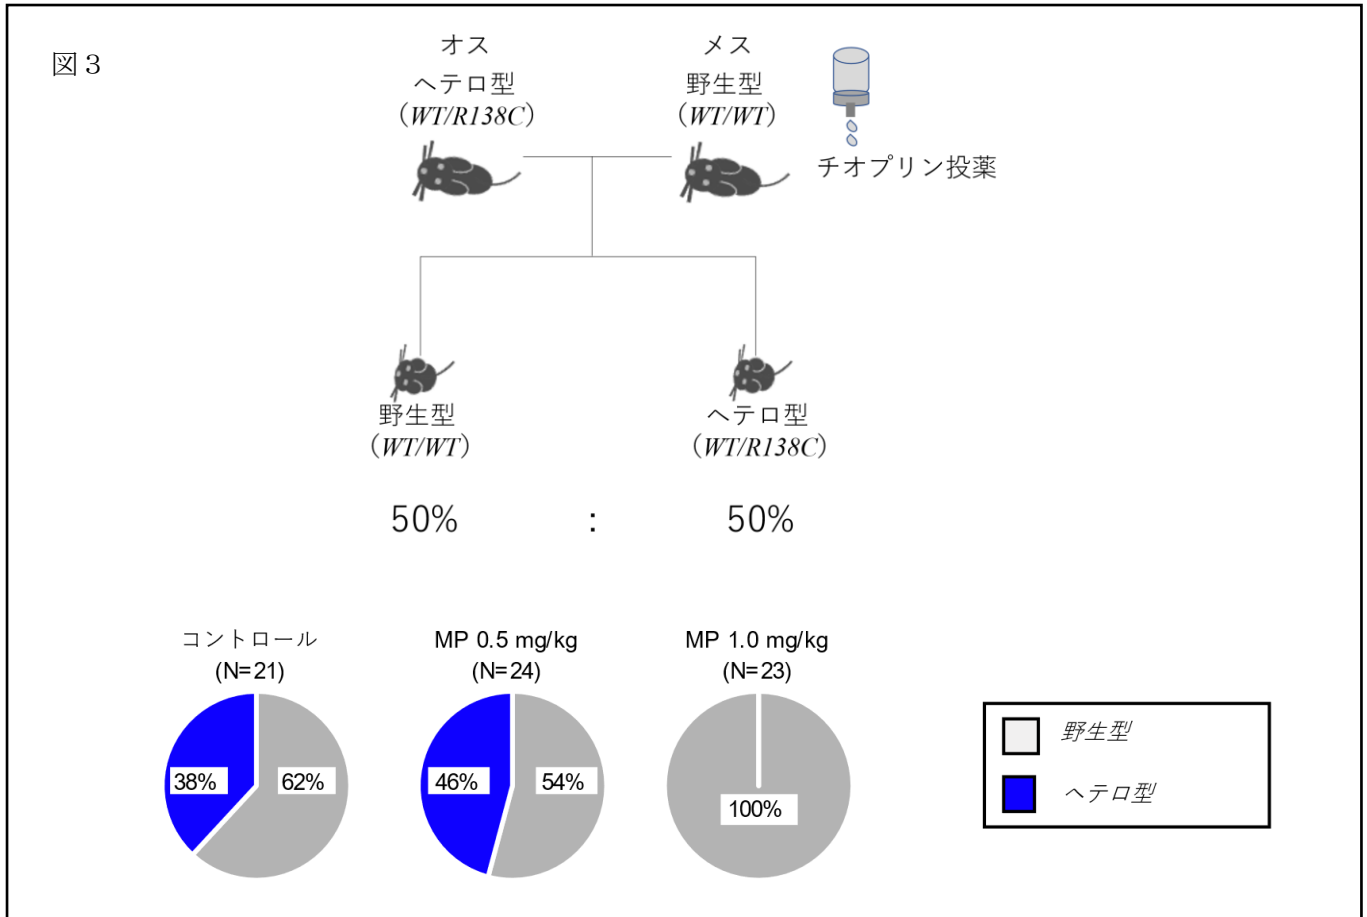 図３
オス
ヘテロ型
（WT/R138C）
メス
野生型
（WT/WT）
チオプリン投薬
野生型
（WT/WT）
ヘテロ型
（WT/R138C）
50%
:
50%
コントロール
(N=21)
38%
62%
MP 0.5 mg/kg
(N=24)
46%
54%
MP 1.0 mg/kg
(N=23)
100%
野生型
ヘテロ型